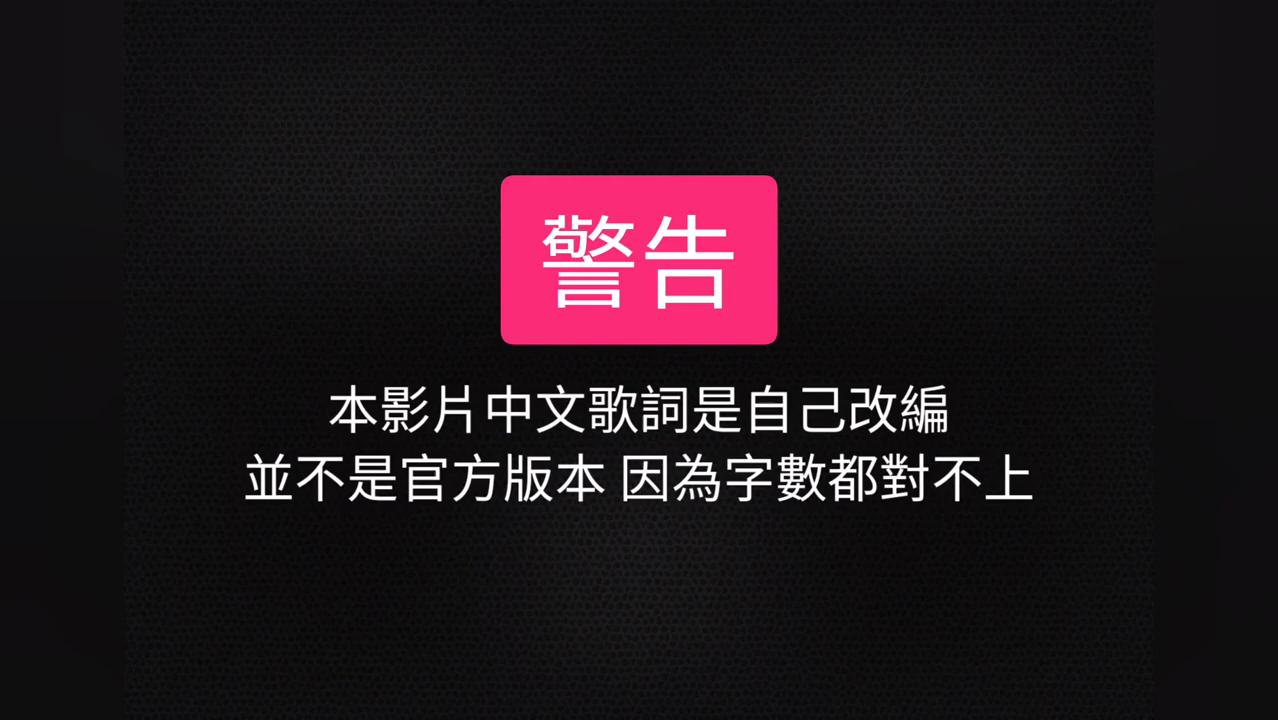 警告
本影片中文歌詞是自己改編
並不是官方版本 因為字數都對不上